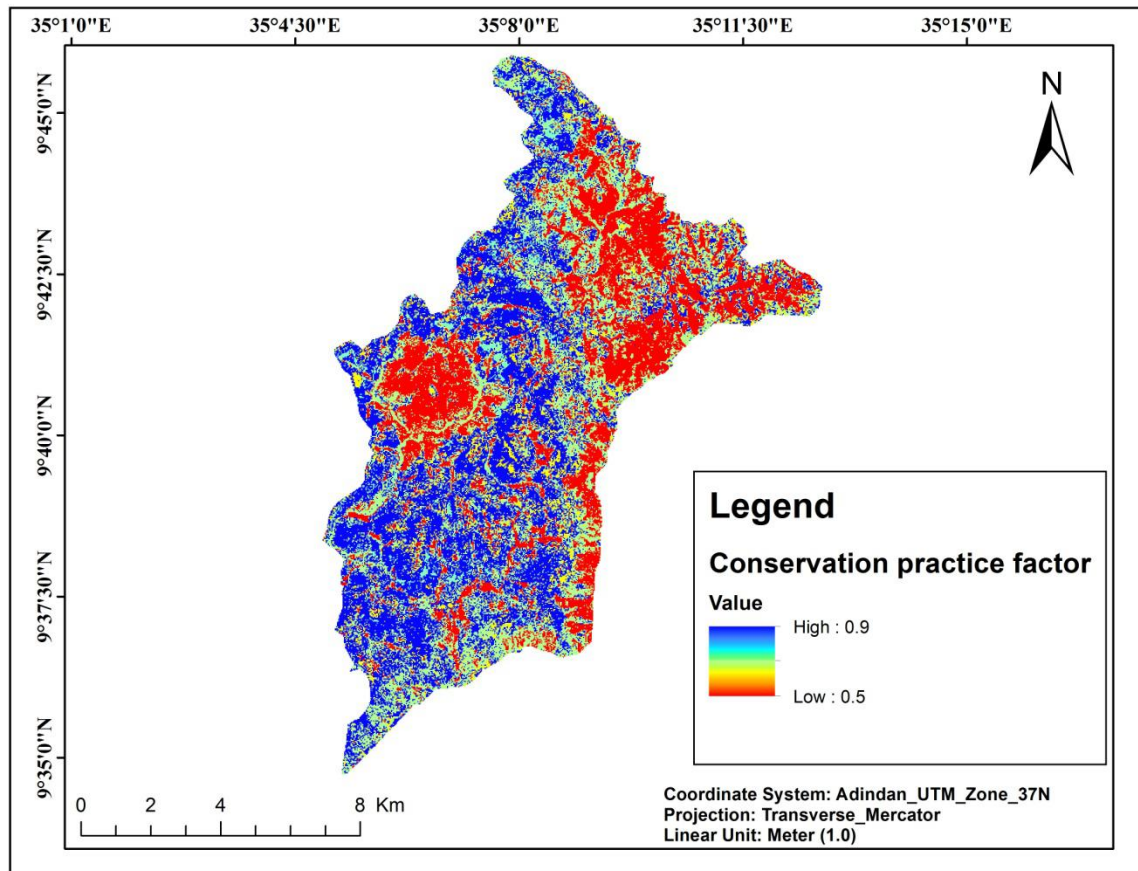 35°1'0"E 35°4'30"E 35°8'0"E 35°11'30"E 35°15'0"E
N
9°45'0"N
9°42'30"N
9°40'0"N
9°37'30"N
9°35'0"N
Legend
Conservation practice factor
Value
High : 0.9
Low : 0.5
0 2 4 8 Km
Coordinate System: Adindan_UTM_Zone_37N
Projection: Transverse_Mercator
Linear Unit: Meter (1.0)